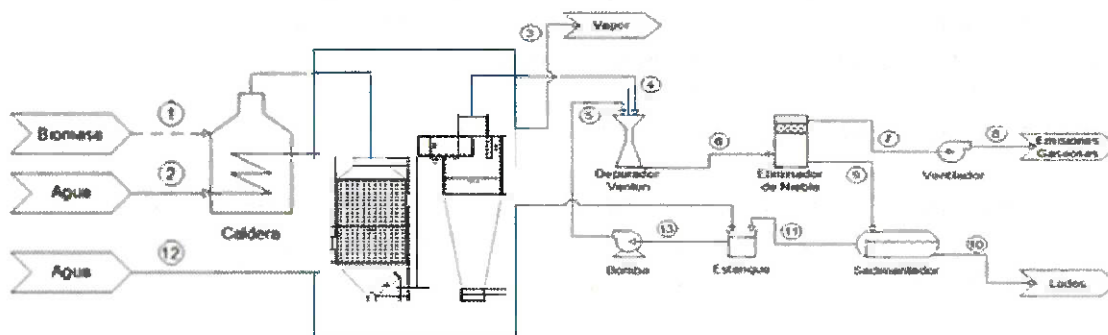 3
Vapor
4
1
Biomasa
5
6
7
8
Emisiones
Gaseosas
2
Agua
Depurador
Venturi
Eliminador
de Niebla
9
Ventilador
Caldera
12
Agua
13
11
10
Bomba
Estanque
Sedimentador
Lodos